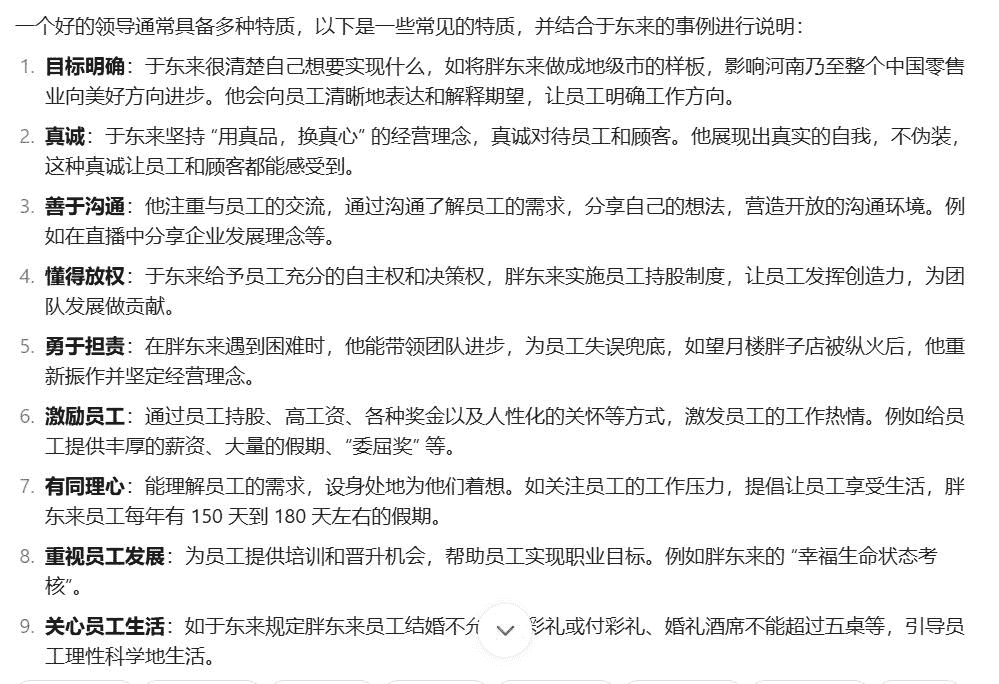 一个好的领导通常具备多种特质，以下是一些常见的特质，并结合于东来的事例进行说明：
1. 目标明确：于东来很清楚自己想要实现什么，如将胖东来做成地级市的样板，影响河南乃至整个中国零售
业向美好方向进步。他会向员工清晰地表达和解释期望，让员工明确工作方向。
2. 真诚：于东来坚持 “用真品，换真心” 的经营理念，真诚对待员工和顾客。他展现出真实的自我，不伪装，
这种真诚让员工和顾客都能感受到。
3. 善于沟通：他注重与员工的交流，通过沟通了解员工的需求，分享自己的想法，营造开放的沟通环境。例
如在直播中分享企业发展理念等。
4. 懂得放权：于东来给予员工充分的自主权和决策权，胖东来实施员工持股制度，让员工发挥创造力，为团
队发展做贡献。
5. 勇于担责：在胖东来遇到困难时，他能带领团队进步，为员工失误兜底，如望月楼胖子店被纵火后，他重
新振作并坚定经营理念。
6. 激励员工：通过员工持股、高工资、各种奖金以及人性化的关怀等方式，激发员工的工作热情。例如给员
工提供丰厚的薪资、大量的假期、“委屈奖” 等。
7. 有同理心：能理解员工的需求，设身处地为他们着想。如关注员工的工作压力，提倡让员工享受生活，胖
东来员工每年有 150 天到 180 天左右的假期。
8. 重视员工发展：为员工提供培训和晋升机会，帮助员工实现职业目标。例如胖东来的 “幸福生命状态考
核”。
9. 关心员工生活：如于东来规定胖东来员工结婚不允 彩礼或付彩礼、婚礼酒席不能超过五桌等，引导员
工理性科学地生活。